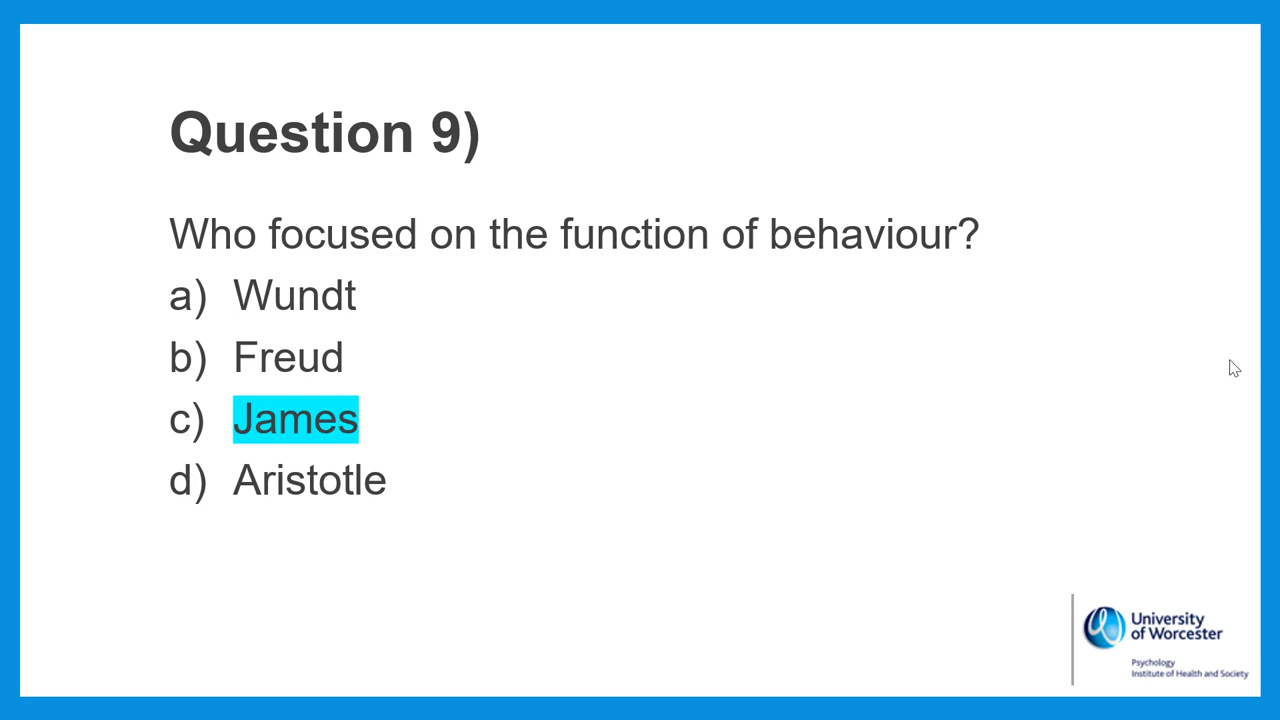 Question 9)
Who focused on the function of behaviour?
a) Wundt
b) Freud
c) James
d) Aristotle
University
of Worcester
Psychology
Institute of Health and Society